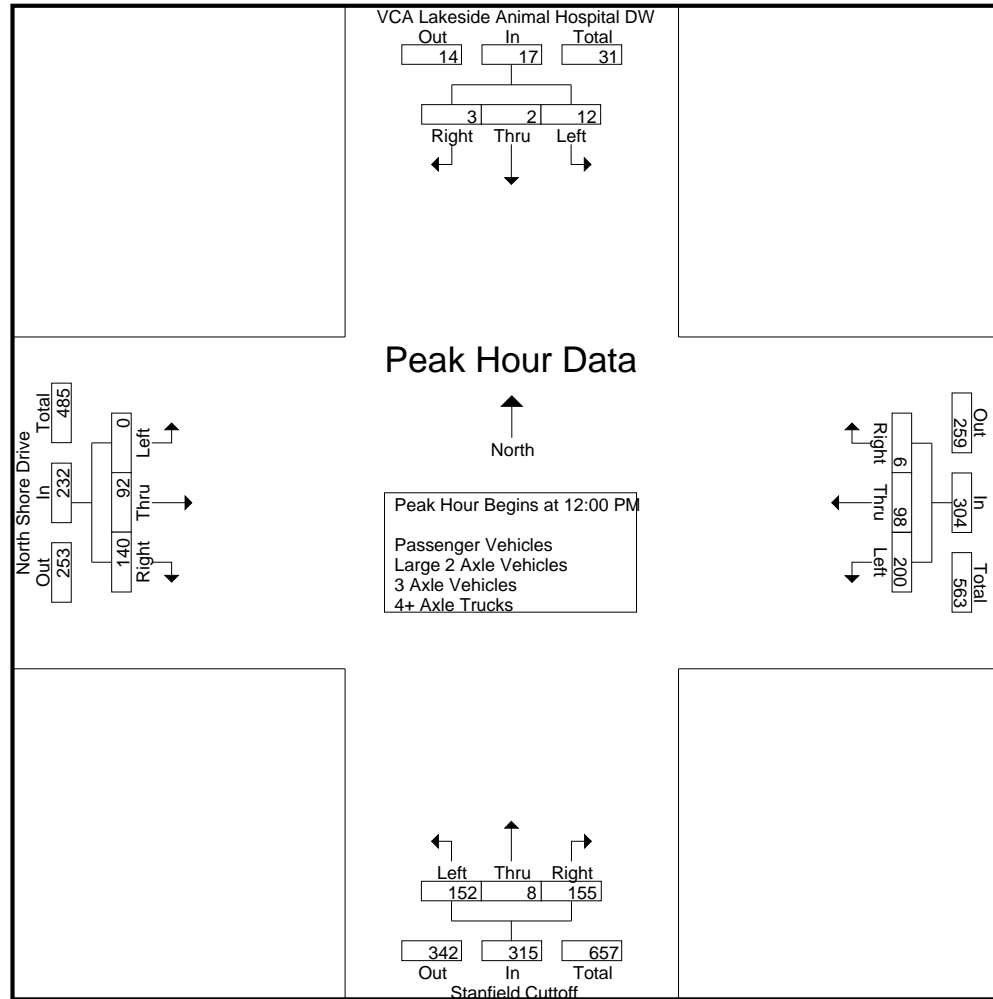 VCA Lakeside Animal Hospital DW
Out In Total
14 17 31
3 2 12
Right Thru Left
Peak Hour Data
North
Peak Hour Begins at 12:00 PM
Passenger Vehicles
Large 2 Axle Vehicles
3 Axle Vehicles
4+ Axle Trucks
North Shore Drive
Out In Total
253 232 485
140 92 0
Right Thru Left
Out In Total
259 304 563
6 98 200
Right Thru Left
Left Thru Right
152 8 155
342 315 657
Out In Total
Stanfield Cuttoff